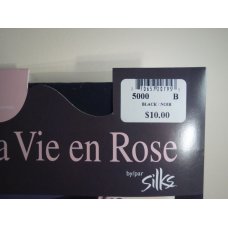 5000 B
BLACK / NOIR
$10.00
a Vie en Rose
by/par
Silks